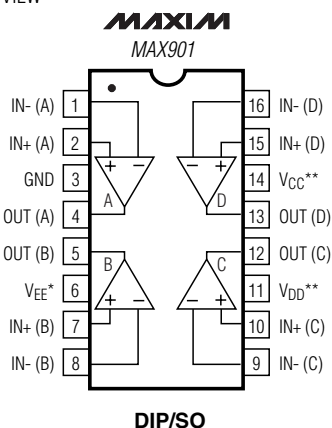 VIEW
MAXIM
MAX901
IN- (A) 1 16 IN- (D)
IN+ (A) 2 15 IN+ (D)
GND 3 14 VCC**
OUT (A) 4 13 OUT (D)
OUT (B) 5 12 OUT (C)
VEE* 6 11 VDD**
IN+ (B) 7 10 IN+ (C)
IN- (B) 8 9 IN- (C)
+ − − +
A D
B C
− + + −
DIP/SO